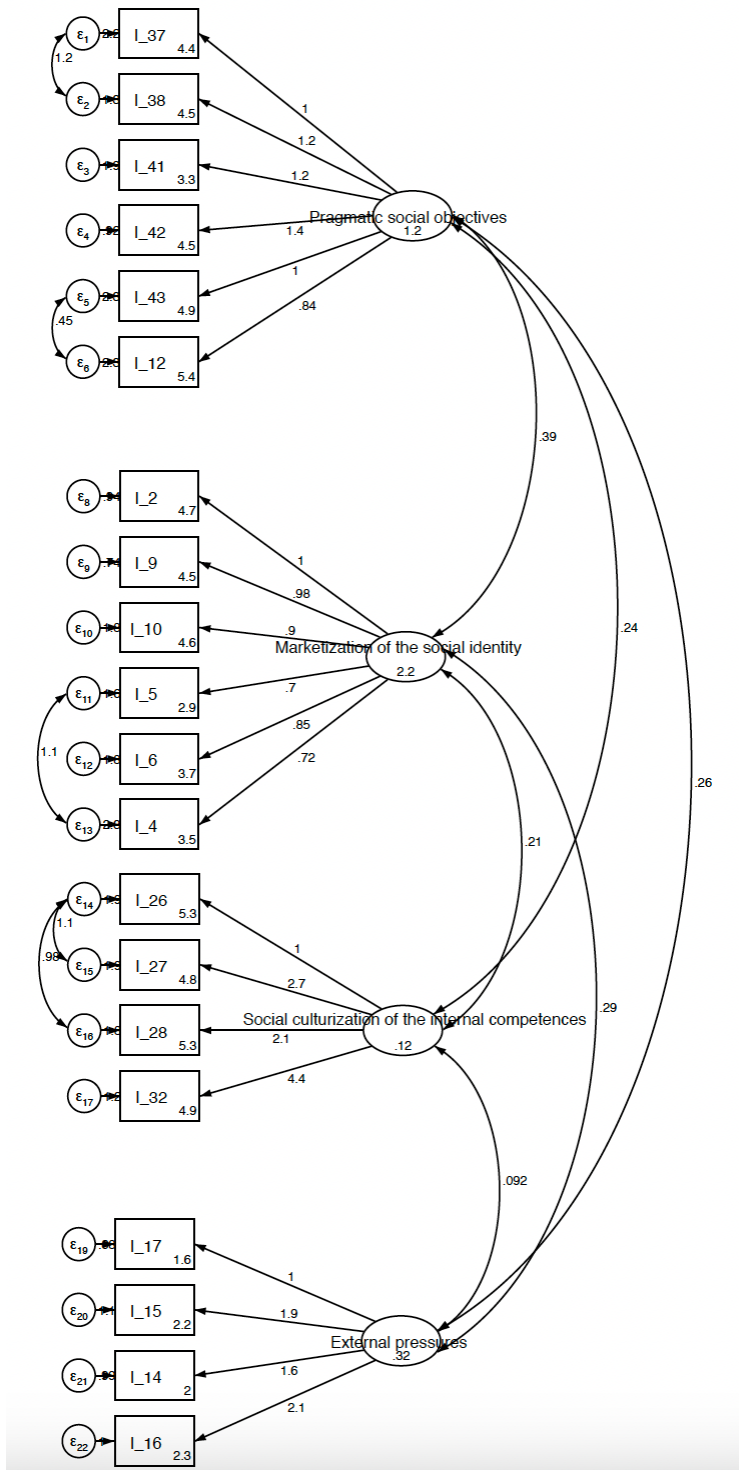 ε1 I_37 4.4
1.2
ε2 I_38 4.5
ε3 I_41 3.3
ε4 I_42 4.5
ε5 I_43 4.9
.45
ε6 I_12 5.4
1
1.2
1.2
1.4
1
.84
Pragmatic social objectives
1.2
ε8 I_2 4.7
ε9 I_9 4.5
ε10 I_10 4.6
ε11 I_5 2.9
1.1
ε12 I_6 3.7
ε13 I_4 3.5
1
.98
.9
.7
.85
.72
Marketization of the social identity
2.2
ε14 I_26 5.3
1.1
.98
ε15 I_27 4.8
ε16 I_28 5.3
ε17 I_32 4.9
1
2.7
2.1
4.4
Social culturization of the internal competences
.12
ε19 I_17 1.6
ε20 I_15 2.2
ε21 I_14 2
ε22 I_16 2.3
1
1.9
1.6
2.1
External pressures
.32
.39
.24
.26
.21
.29
.092